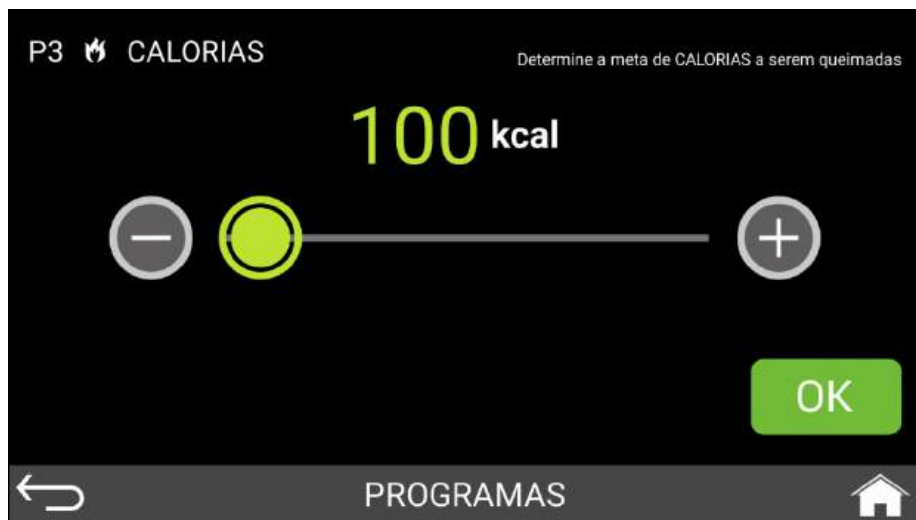 P3 CALORIAS
Determine a meta de CALORIAS a serem queimadas
100 kcal
OK
PROGRAMAS